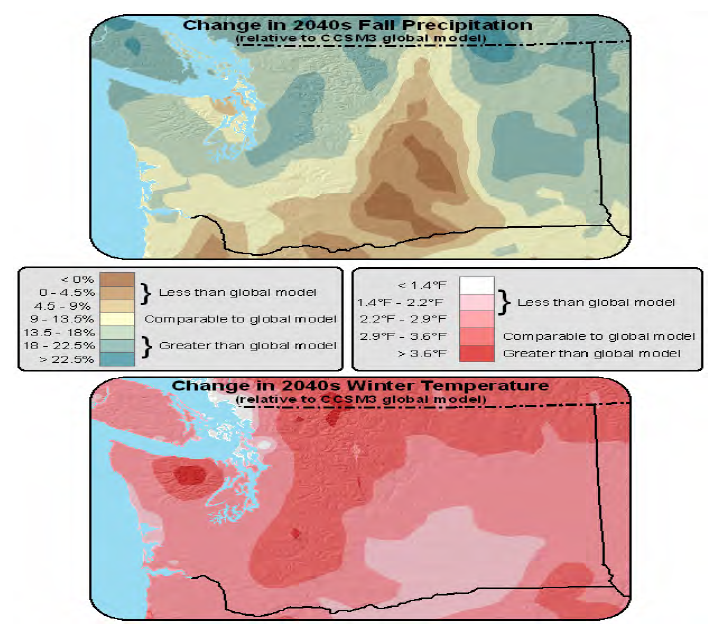 Change in 2040s Fall Precipitation
(relative to CCSM3 global model)
< 0%
0 - 4.5%
4.5 - 9%
9 - 13.5%
13.5 - 18%
18 - 22.5%
> 22.5%
Less than global model
Comparable to global model
Greater than global model
< 1.4°F
1.4°F - 2.2°F
2.2°F - 2.9°F
2.9°F - 3.6°F
> 3.6°F
Less than global model
Comparable to global model
Greater than global model
Change in 2040s Winter Temperature
(relative to CCSM3 global model)